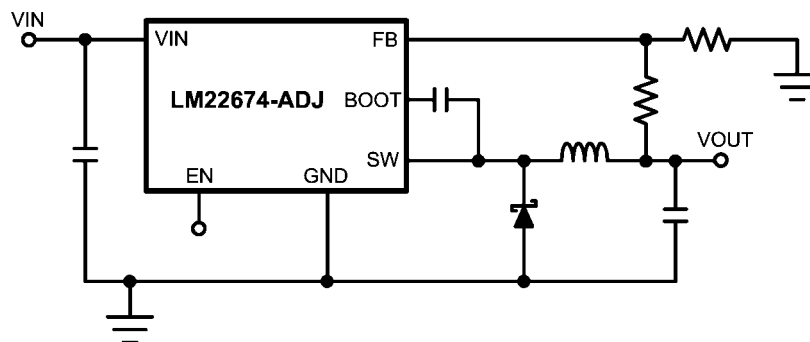 VIN
VIN
FB
LM22674-ADJ
BOOT
VOUT
SW
EN
GND